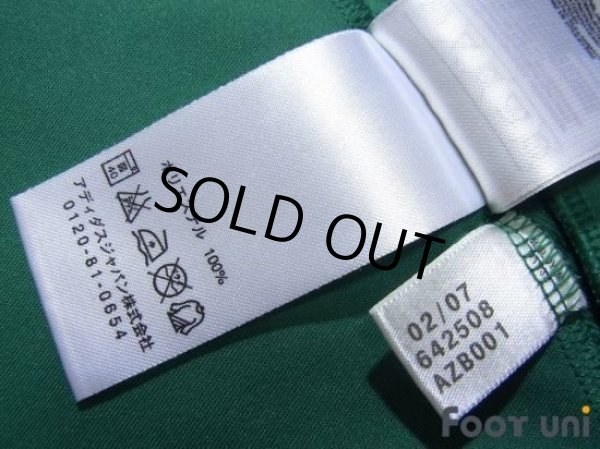 ポリエステル 100%
40
アディダスジャパン株式会社
0120-81-0654
SOLD OUT
02/07
642508
AZB001
FOOT uni